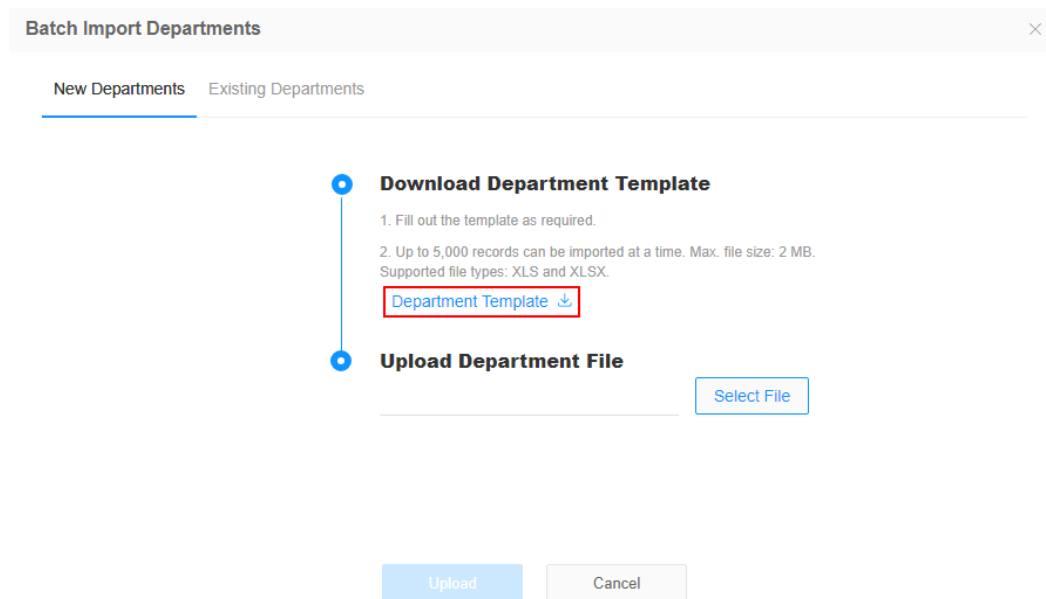 Batch Import Departments
New Departments Existing Departments
Download Department Template
1. Fill out the template as required.
2. Up to 5,000 records can be imported at a time. Max. file size: 2 MB.
Supported file types: XLS and XLSX.
Department Template
Upload Department File
Select File
Upload Cancel